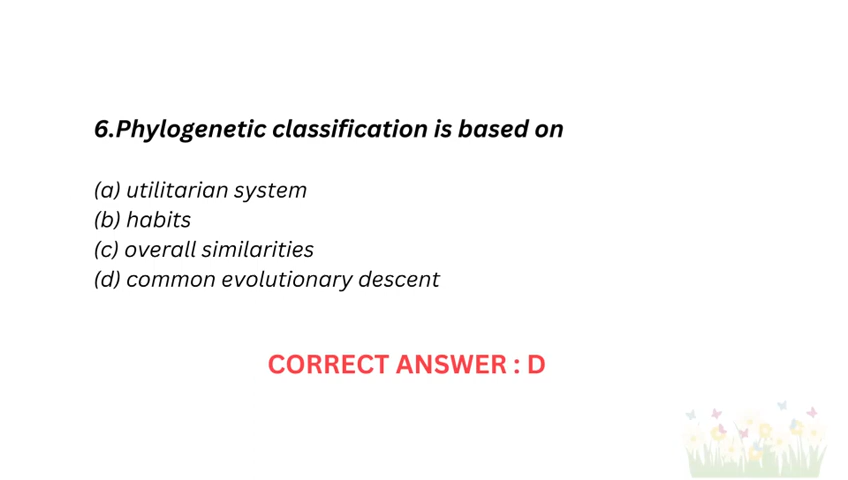 6.Phylogenetic classification is based on
(a) utilitarian system
(b) habits
(c) overall similarities
(d) common evolutionary descent
CORRECT ANSWER : D